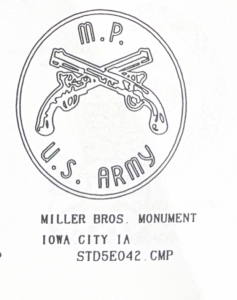 M.P.
U.S. ARMY
MILLER BROS. MONUMENT
IOWA CITY IA
STD5E042.CMP